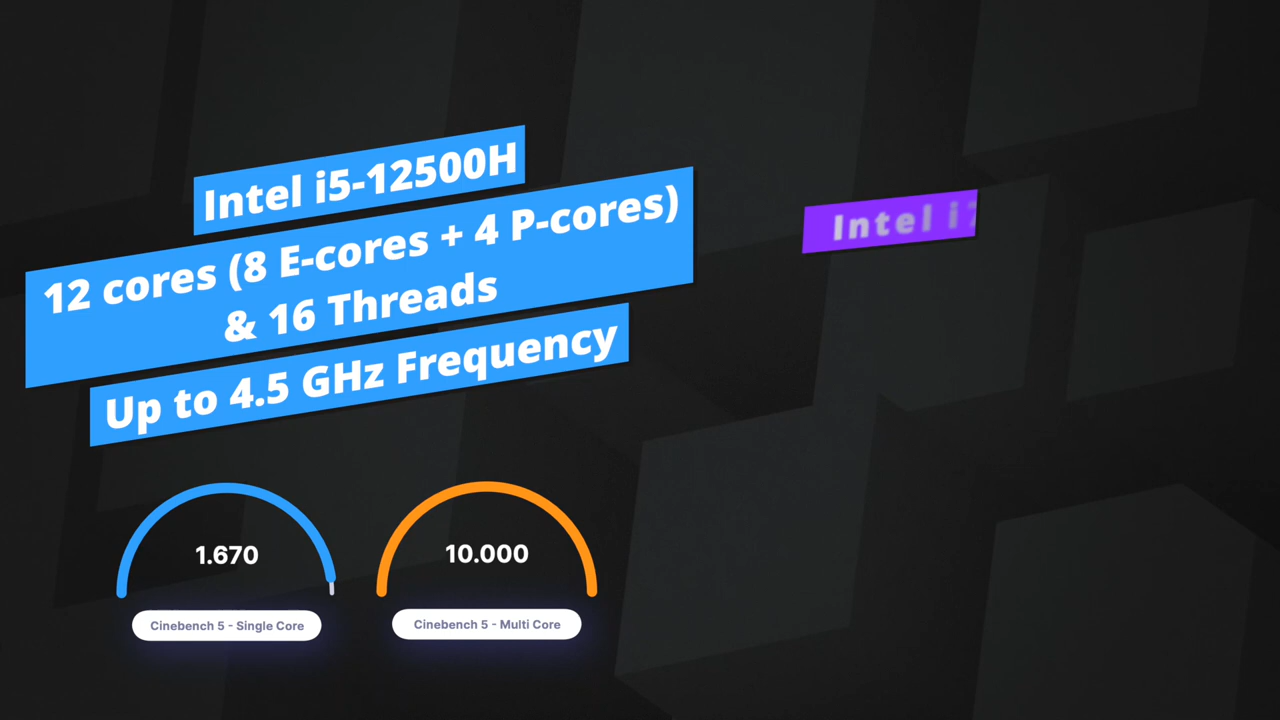 Intel i5-12500H
12 cores (8 E-cores + 4 P-cores)
& 16 Threads
Up to 4.5 GHz Frequency
Intel
1.670
10.000
Cinebench 5 - Single Core
Cinebench 5 - Multi Core